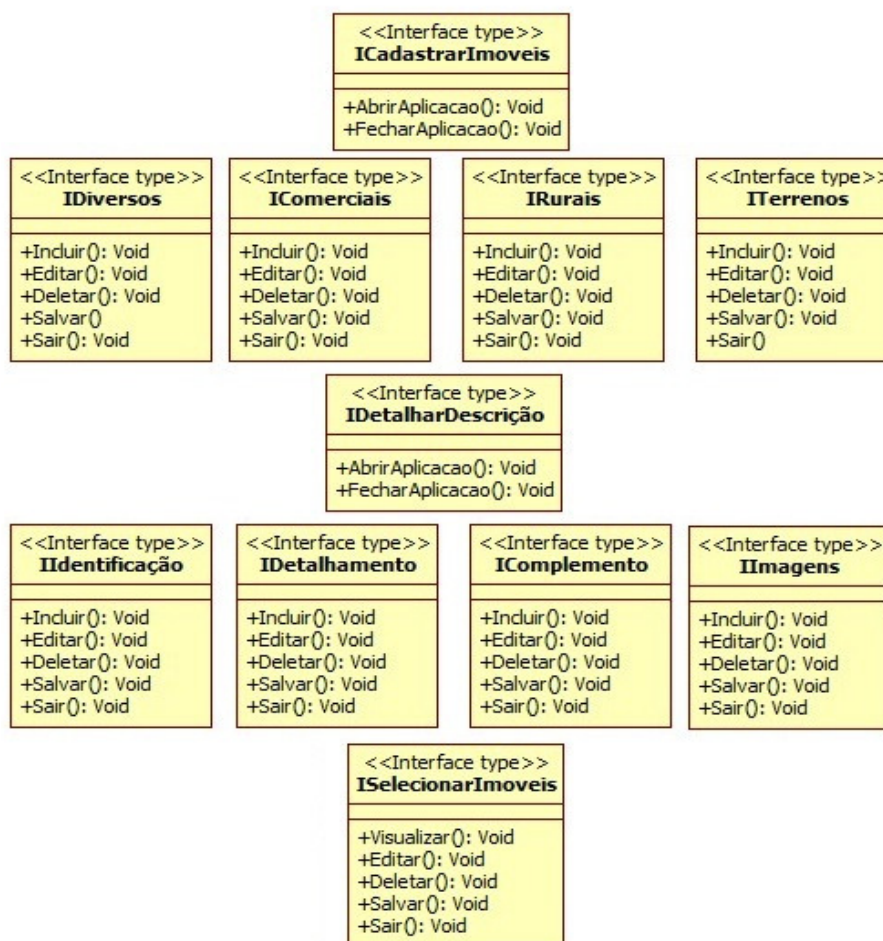 <<Interface type>>
ICadastrarImoveis
+AbrirAplicacao(): Void
+FecharAplicacao(): Void
<<Interface type>>
IDiversos
+Incluir(): Void
+Editar(): Void
+Deletar(): Void
+Salvar()
+Sair(): Void
<<Interface type>>
IComerciais
+Incluir(): Void
+Editar(): Void
+Deletar(): Void
+Salvar(): Void
+Sair(): Void
<<Interface type>>
IRurais
+Incluir(): Void
+Editar(): Void
+Deletar(): Void
+Salvar(): Void
+Sair(): Void
<<Interface type>>
ITerrenos
+Incluir(): Void
+Editar(): Void
+Deletar(): Void
+Salvar(): Void
+Sair()
<<Interface type>>
IDetalharDescrição
+AbrirAplicacao(): Void
+FecharAplicacao(): Void
<<Interface type>>
IIdentificação
+Incluir(): Void
+Editar(): Void
+Deletar(): Void
+Salvar(): Void
+Sair(): Void
<<Interface type>>
IDetalhamento
+Incluir(): Void
+Editar(): Void
+Deletar(): Void
+Salvar(): Void
+Sair(): Void
<<Interface type>>
IComplemento
+Incluir(): Void
+Editar(): Void
+Deletar(): Void
+Salvar(): Void
+Sair(): Void
<<Interface type>>
IImagens
+Incluir(): Void
+Editar(): Void
+Deletar(): Void
+Salvar(): Void
+Sair(): Void
<<Interface type>>
ISelecionarImoveis
+Visualizar(): Void
+Editar(): Void
+Deletar(): Void
+Salvar(): Void
+Sair(): Void